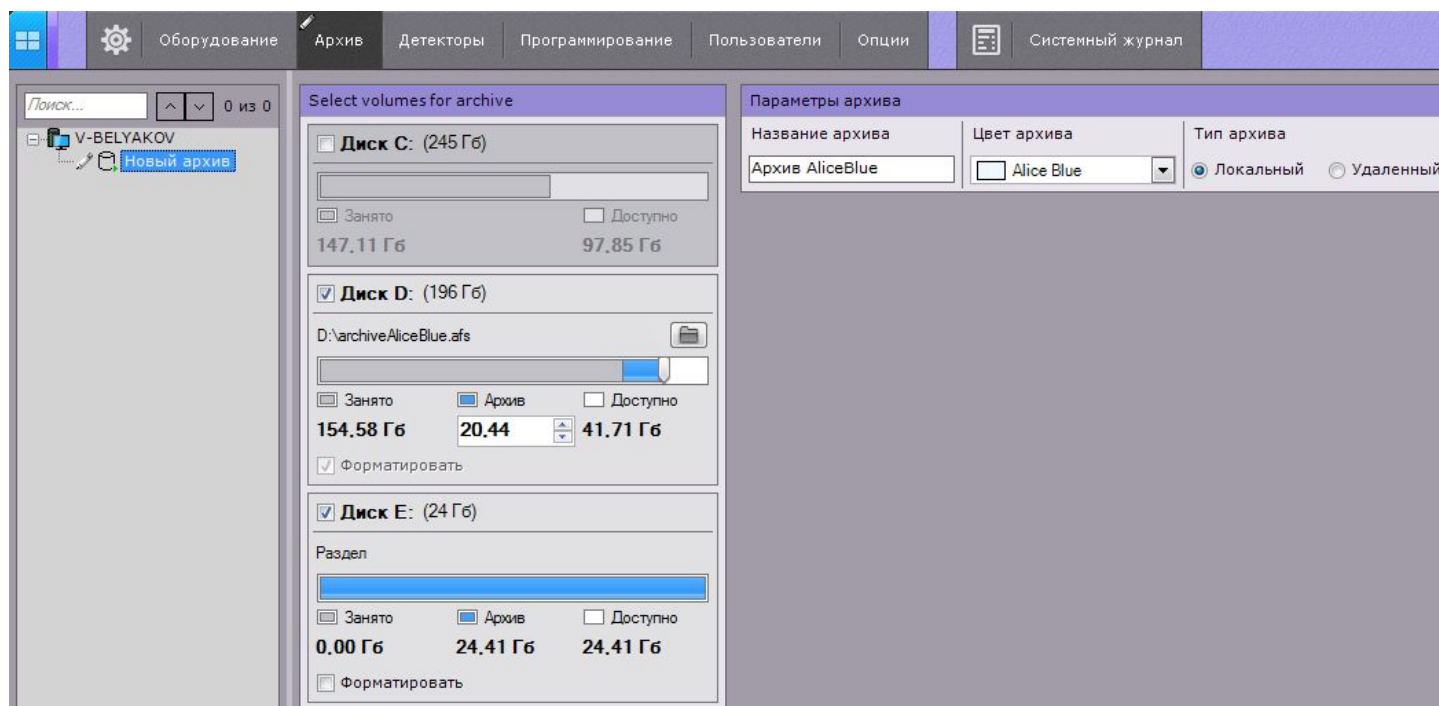 Оборудование Архив Детекторы Программирование Пользователи Опции Системный журнал
Поиск... 0 из 0
V-BELYAKOV
Новый архив
Select volumes for archive
Диск C: (245 Гб)
Занято Доступно
147.11 Гб 97.85 Гб
Диск D: (196 Гб)
D:\archiveAliceBlue.afs
Занято Архив Доступно
154.58 Гб 20.44 41.71 Гб
Форматировать
Диск E: (24 Гб)
Раздел
Занято Архив Доступно
0.00 Гб 24.41 Гб 24.41 Гб
Форматировать
Параметры архива
Название архива Цвет архива Тип архива
Архив AliceBlue Alice Blue Локальный Удаленный